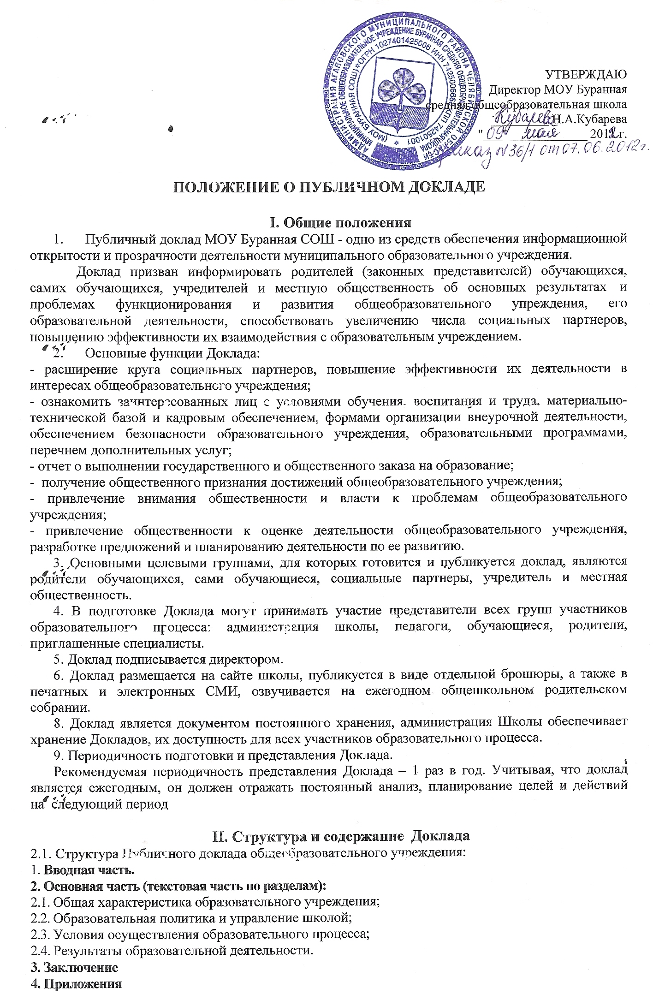 АДМИНИСТРАЦИЯ АГАПОВСКОГО МУНИЦИПАЛЬНОГО РАЙОНА ЧЕЛЯБИНСКОЙ ОБЛАСТИ
МУНИЦИПАЛЬНОЕ ОБЩЕОБРАЗОВАТЕЛЬНОЕ УЧРЕЖДЕНИЕ БУРАННАЯ СРЕДНЯЯ ОБЩЕОБРАЗОВАТЕЛЬНАЯ ШКОЛА
(МОУ БУРАННАЯ СОШ) * ОГРН 1027401425006 ИНН 7425006661 КПП 742501001 *
УТВЕРЖДАЮ
Директор МОУ Буранная
средняя общеобразовательная школа
Кубарева Н.А.Кубарева
"09" мая 2012 г.
приказ №36/1 от 07.06.2012г.
ПОЛОЖЕНИЕ О ПУБЛИЧНОМ ДОКЛАДЕ
I. Общие положения
1. Публичный доклад МОУ Буранная СОШ - одно из средств обеспечения информационной
открытости и прозрачности деятельности муниципального образовательного учреждения.
Доклад призван информировать родителей (законных представителей) обучающихся,
самих обучающихся, учредителей и местную общественность об основных результатах и
проблемах функционирования и развития общеобразовательного упреждения, его
образовательной деятельности, способствовать увеличению числа социальных партнеров,
повышению эффективности их взаимодействия с образовательным учреждением.
2. Основные функции Доклада:
- расширение круга социальных партнеров, повышение эффективности их деятельности в
интересах общеобразовательного учреждения;
- ознакомить заинтересованных лиц с условиями обучения, воспитания и труда, материально-
технической базой и кадровым обеспечением, формами организации внеурочной деятельности,
обеспечением безопасности образовательного учреждения, образовательными программами,
перечнем дополнительных услуг;
- отчет о выполнении государственного и общественного заказа на образование;
- получение общественного признания достижений общеобразовательного учреждения;
- привлечение внимания общественности и власти к проблемам общеобразовательного
учреждения;
- привлечение общественности к оценке деятельности общеобразовательного учреждения,
разработке предложений и планированию деятельности по ее развитию.
3. Основными целевыми группами, для которых готовится и публикуется доклад, являются
родители обучающихся, сами обучающиеся, социальные партнеры, учредитель и местная
общественность.
4. В подготовке Доклада могут принимать участие представители всех групп участников
образовательного процесса: администрация школы, педагоги, обучающиеся, родители,
приглашенные специалисты.
5. Доклад подписывается директором.
6. Доклад размещается на сайте школы, публикуется в виде отдельной брошюры, а также в
печатных и электронных СМИ, озвучивается на ежегодном общешкольном родительском
собрании.
8. Доклад является документом постоянного хранения, администрация Школы обеспечивает
хранение Докладов, их доступность для всех участников образовательного процесса.
9. Периодичность подготовки и представления Доклада.
Рекомендуемая периодичность представления Доклада – 1 раз в год. Учитывая, что доклад
является ежегодным, он должен отражать постоянный анализ, планирование целей и действий
на следующий период
II. Структура и содержание Доклада
2.1. Структура Публичного доклада общеобразовательного учреждения:
1. Вводная часть.
2. Основная часть (текстовая часть по разделам):
2.1. Общая характеристика образовательного учреждения;
2.2. Образовательная политика и управление школой;
2.3. Условия осуществления образовательного процесса;
2.4. Результаты образовательной деятельности.
3. Заключение
4. Приложения